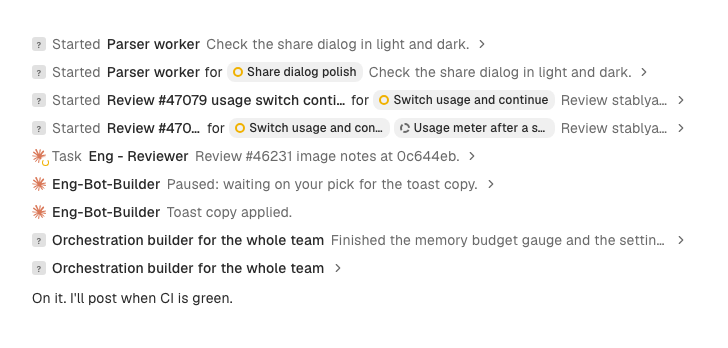 ? Started Parser worker Check the share dialog in light and dark.
? Started Parser worker for Share dialog polish Check the share dialog in light and dark.
? Started Review #47079 usage switch conti... for Switch usage and continue Review stablya...
? Started Review #470... for Switch usage and con... Usage meter after a s... Review stablya...
Task Eng - Reviewer Review #46231 image notes at 0c644eb.
Eng-Bot-Builder Paused: waiting on your pick for the toast copy.
Eng-Bot-Builder Toast copy applied.
? Orchestration builder for the whole team Finished the memory budget gauge and the settin...
? Orchestration builder for the whole team
On it. I'll post when CI is green.